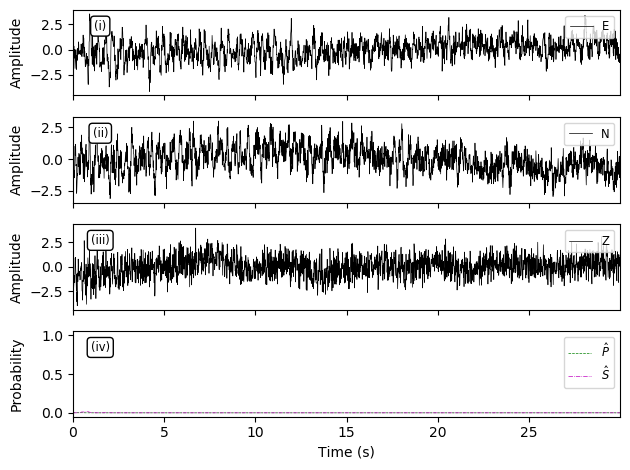 Amplitude
2.5
0.0
−2.5
(i)
E
Amplitude
2.5
0.0
−2.5
(ii)
N
Amplitude
2.5
0.0
−2.5
(iii)
Z
Probability
1.0
0.5
0.0
(iv)
P̂
Ŝ
0 5 10 15 20 25
Time (s)